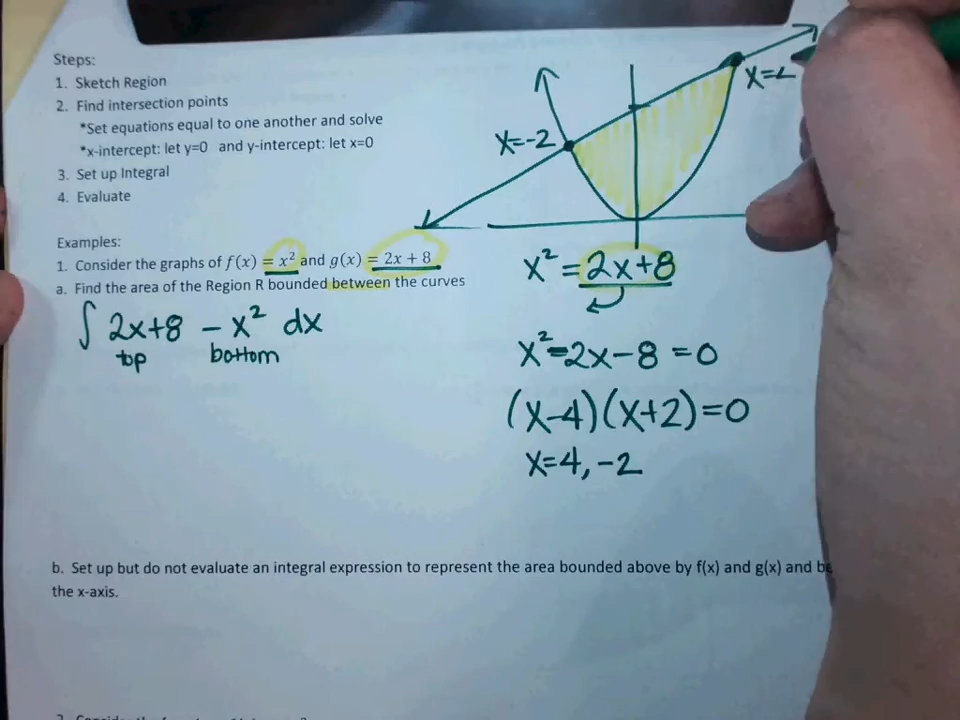 Steps:
1. Sketch Region
2. Find intersection points
*Set equations equal to one another and solve
*x-intercept: let y=0 and y-intercept: let x=0
3. Set up Integral
4. Evaluate
x=-2
x=4
Examples:
1. Consider the graphs of f(x) = x² and g(x) = 2x + 8
a. Find the area of the Region R bounded between the curves
∫ 2x+8 - x² dx
top bottom
x² = 2x+8
x²-2x-8 =0
(x-4)(x+2)=0
x=4,-2
b. Set up but do not evaluate an integral expression to represent the area bounded above by f(x) and g(x) and
the x-axis.